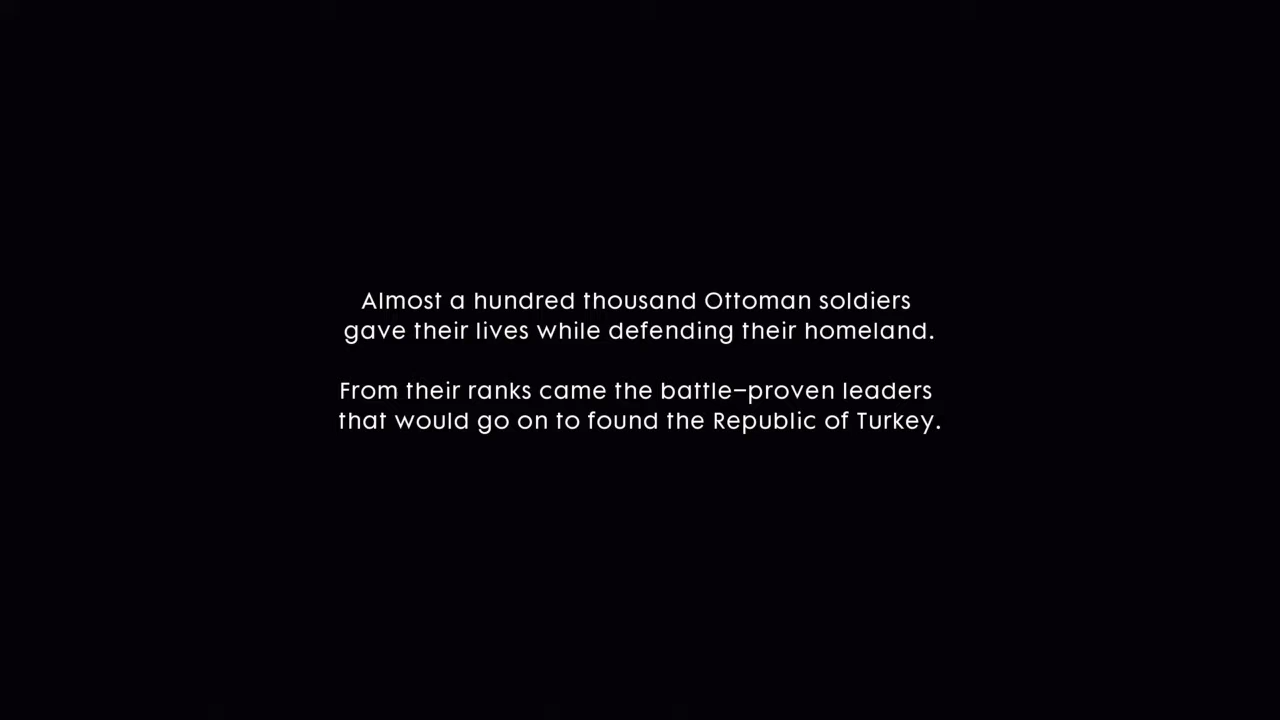 Almost a hundred thousand Ottoman soldiers
gave their lives while defending their homeland.
From their ranks came the battle-proven leaders
that would go on to found the Republic of Turkey.